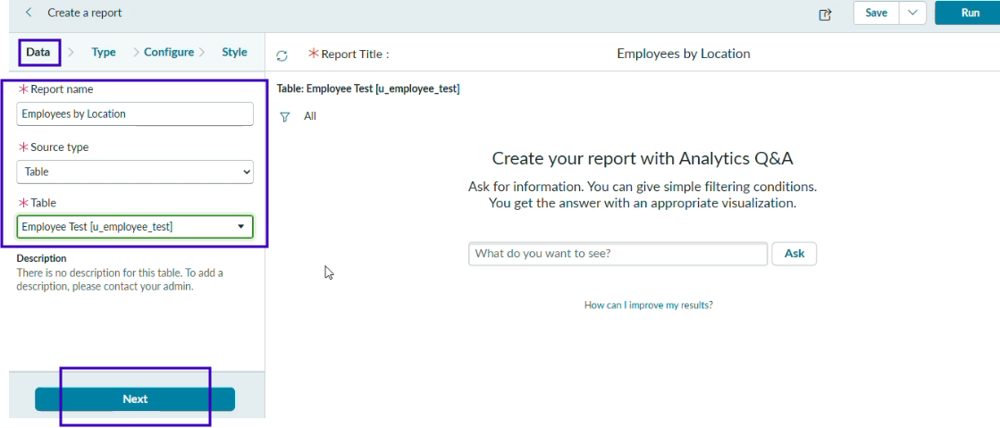 Create a report
Save
Run
Data
Type
Configure
Style
* Report name
Employees by Location
* Source type
Table
* Table
Employee Test [u_employee_test]
Description
There is no description for this table. To add a
description, please contact your admin.
Next
* Report Title :
Employees by Location
Table: Employee Test [u_employee_test]
All
Create your report with Analytics Q&A
Ask for information. You can give simple filtering conditions.
You get the answer with an appropriate visualization.
What do you want to see?
Ask
How can I improve my results?